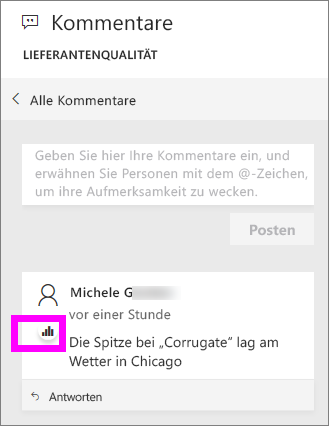 Kommentare
LIEFERANTENQUALITÄT
Alle Kommentare
Geben Sie hier Ihre Kommentare ein, und
erwähnen Sie Personen mit dem @-Zeichen,
um ihre Aufmerksamkeit zu wecken.
Posten
Michele
vor einer Stunde
Die Spitze bei „Corrugate“ lag am
Wetter in Chicago
Antworten